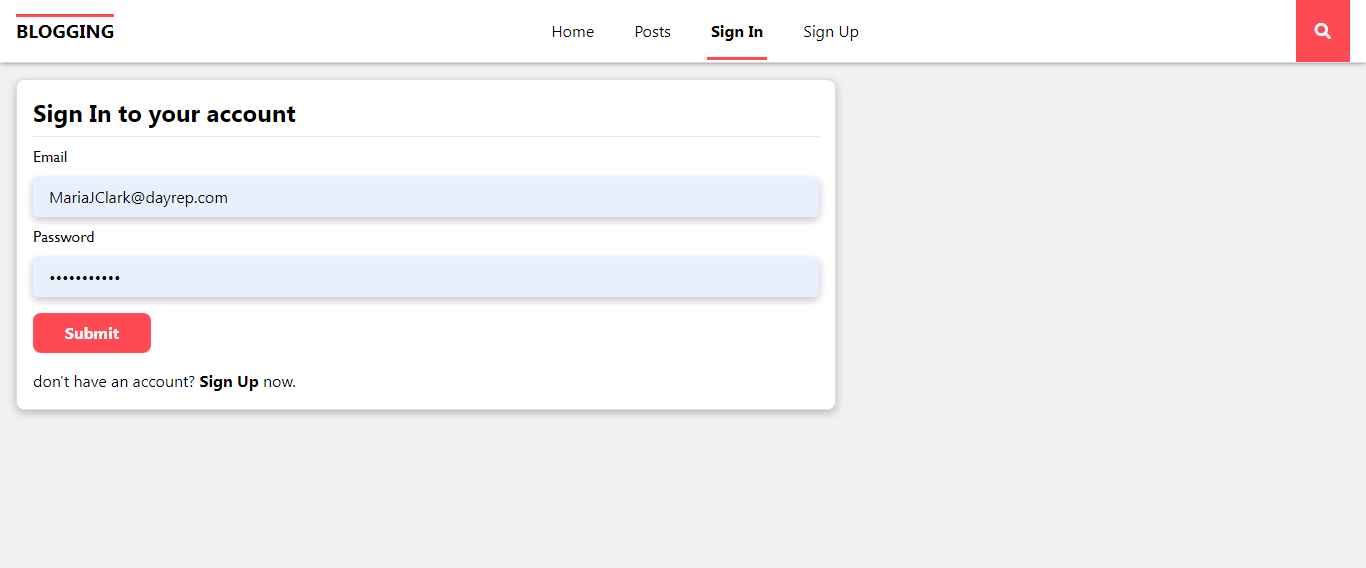 BLOGGING
Home Posts Sign In Sign Up
Sign In to your account
Email
MariaJClark@dayrep.com
Password
•••••••••••
Submit
don't have an account? Sign Up now.